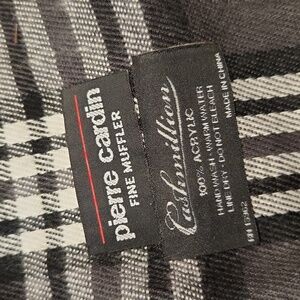 pierre cardin
FINE MUFFLER
Cashmillion
100% ACRYLIC
HAND WASH · WARM WATER
LINE DRY · DO NOT BLEACH
MADE IN CHINA